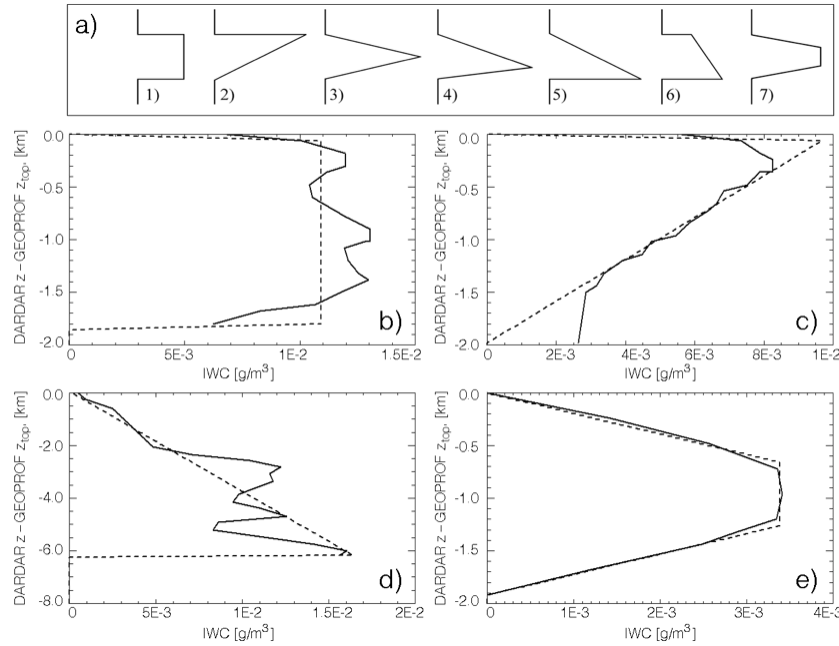 a)
1) 2) 3) 4) 5) 6) 7)
DARDAR z – GEOPROF z_top, [km]
0.0
-0.5
-1.0
-1.5
-2.0
b)
0 5E-3 1E-2 1.5E-2
IWC [g/m³]
DARDAR z – GEOPROF z_top, [km]
0.0
-0.5
-1.0
-1.5
-2.0
c)
0 2E-3 4E-3 6E-3 8E-3 1E-2
IWC [g/m³]
DARDAR z – GEOPROF z_top, [km]
0.0
-2.0
-4.0
-6.0
-8.0
d)
5E-3 1E-2 1.5E-2 2E-2
IWC [g/m³]
DARDAR z – GEOPROF z_top, [km]
0.0
-0.5
-1.0
-1.5
-2.0
e)
0 1E-3 2E-3 3E-3 4E-3
IWC [g/m³]